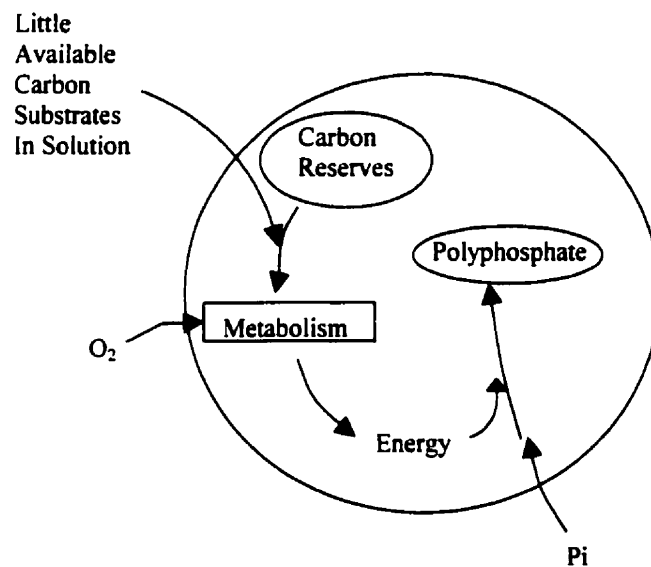 Little
Available
Carbon
Substrates
In Solution
Carbon
Reserves
Polyphosphate
Metabolism
O₂
Energy
Pi